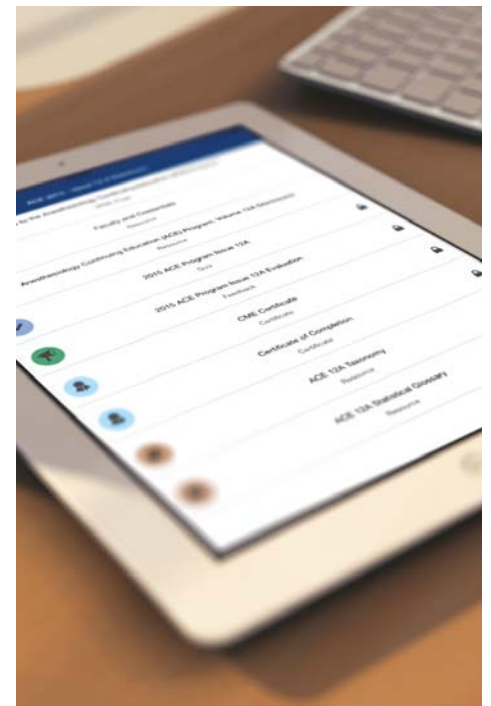 to the Anesthesiology Continuing Education
Faculty and Credentials
Resource
Anesthesiology Continuing Education (ACE) Program, Volume 12A
Resource
2015 ACE Program Issue 12A
Quiz
2015 ACE Program Issue 12A Evaluation
Feedback
CME Certificate
Certificate
Certificate of Completion
Certificate
ACE 12A Taxonomy
Resource
ACE 12A Statistical Glossary
Resource